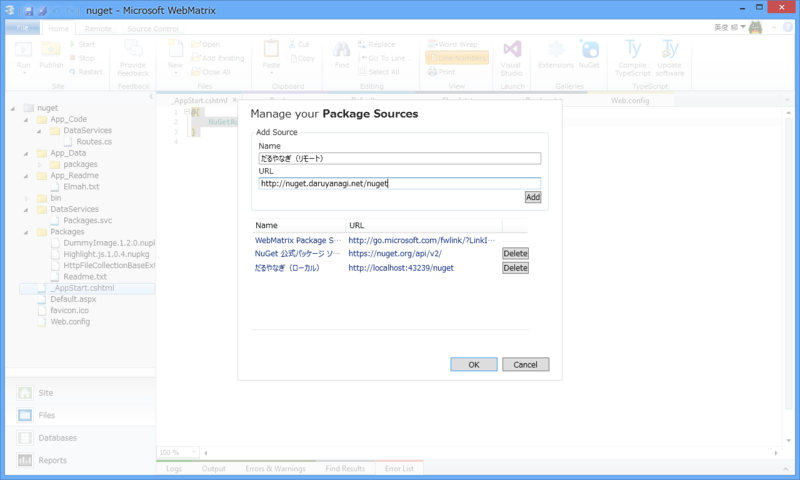 nuget - Microsoft WebMatrix
File Home Remote Source Control
英俊 柳
Run Publish Start Stop Restart Provide Feedback New Open Add Existing Close All Paste Cut Copy Find Replace Go To Line... Select All Word Wrap Line Numbers Print Visual Studio Extensions NuGet Compile TypeScript Update .software
Site Feedback Files Clipboard Editing View Launch Galleries TypeScript
nuget
App_Code
DataServices
Routes.cs
App_Data
packages
App_Readme
Elmah.txt
bin
DataServices
Packages.svc
Packages
DummyImage.1.2.0.nupk
Highlight.js.1.0.4.nupkg
HttpFileCollectionBaseExt
Readme.txt
_AppStart.cshtml
Default.aspx
favicon.ico
Web.config
Site
Files
Databases
Reports
_AppStart.cshtml
Web.config
1 @{
2
3 }
4
Manage your Package Sources
Add Source
Name
だるやなぎ（リモート）
URL
http://nuget.daruyanagi.net/nuget
Add
Name URL
WebMatrix Package S... http://go.microsoft.com/fwlink/?LinkI...
NuGet 公式パッケージ ソ... https://nuget.org/api/v2/ Delete
だるやなぎ（ローカル） http://localhost:43239/nuget Delete
OK Cancel
100 %
Logs Output Errors & Warnings Find Results Error List